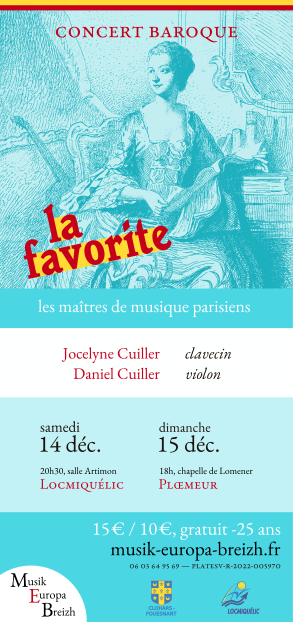 CONCERT BAROQUE
la
favorite
les maîtres de musique parisiens
Jocelyne Cuiller clavecin
Daniel Cuiller violon
samedi
14 déc.
20h30, salle Artimon
Locmiquélic
dimanche
15 déc.
18h, chapelle de Lomener
Plœmeur
15 € / 10 €, gratuit -25 ans
musik-europa-breizh.fr
06 03 64 95 69 — PLATESV-R-2022-005970
Musik
Europa
Breizh
CLOHARS-
FOUESNANT
LOCMIQUÉLIC